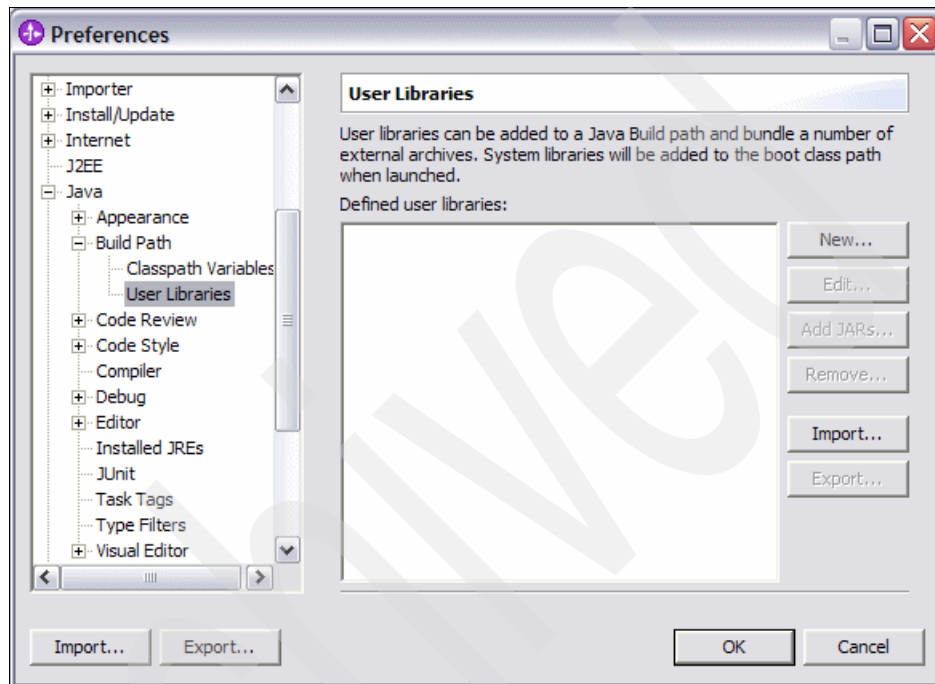 Preferences
Importer
Install/Update
Internet
J2EE
Java
Appearance
Build Path
Classpath Variables
User Libraries
Code Review
Code Style
Compiler
Debug
Editor
Installed JREs
JUnit
Task Tags
Type Filters
Visual Editor
User Libraries
User libraries can be added to a Java Build path and bundle a number of
external archives. System libraries will be added to the boot class path
when launched.
Defined user libraries:
New...
Edit...
Add JARs...
Remove...
Import...
Export...
Import...
Export...
OK
Cancel